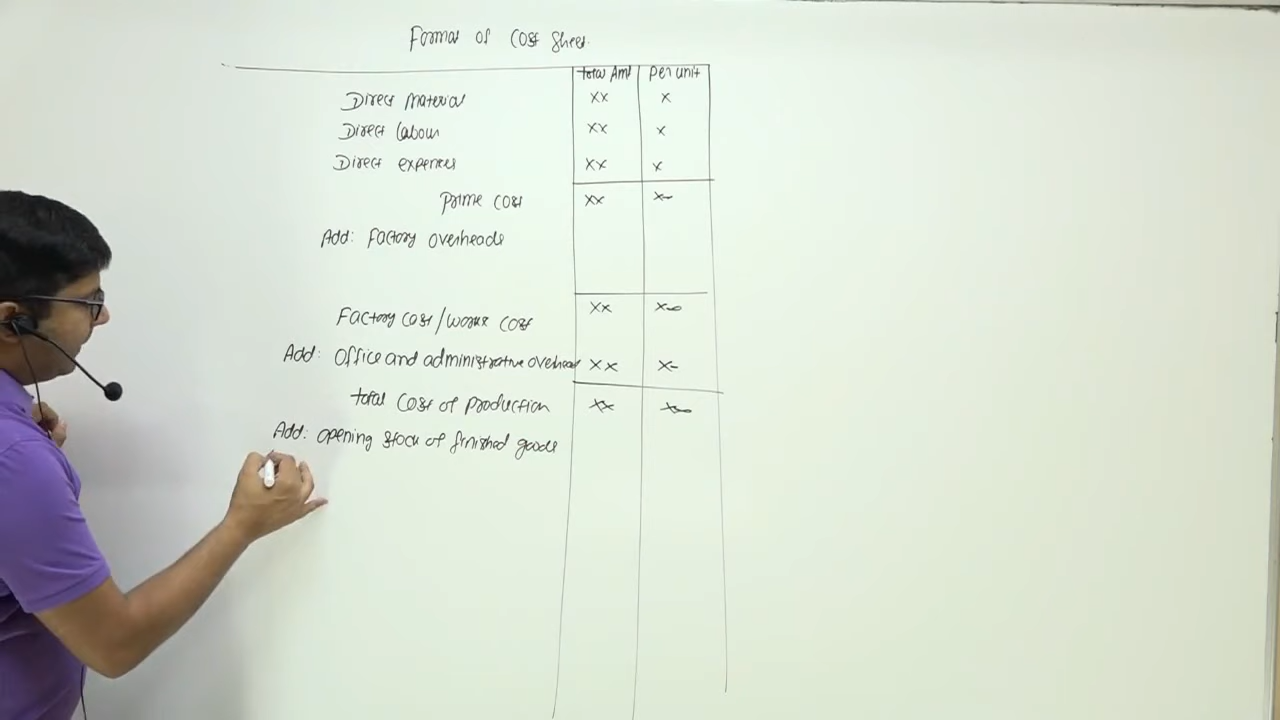 Format of Cost Sheet.
total Amt per unit
Direct Material xx x
Direct labour xx x
Direct expenses xx x
Prime cost xx x
Add: Factory overheads
Factory cost/works cost xx x
Add: Office and administrative overhead xx x
total cost of production xx x
Add: opening stock of finished goods